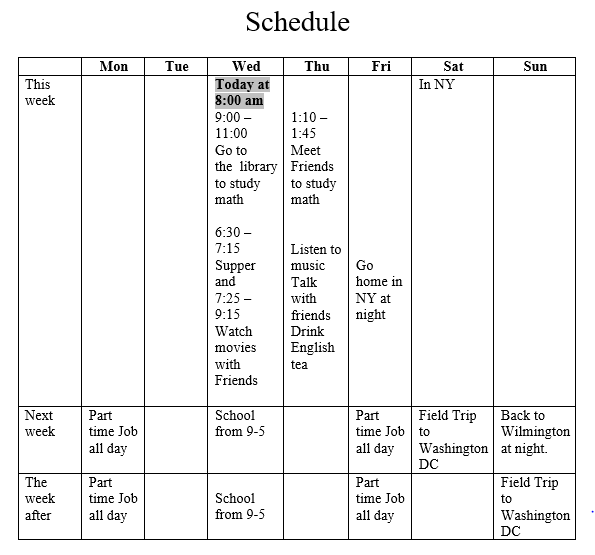 Schedule
Mon Tue Wed Thu Fri Sat Sun
This
week
Today at
8:00 am
9:00 –
11:00
Go to
the library
to study
math
6:30 –
7:15
Supper
and
7:25 –
9:15
Watch
movies
with
Friends
1:10 –
1:45
Meet
Friends
to study
math
Listen to
music
Talk
with
friends
Drink
English
tea
Go
home in
NY at
night
In NY
Next
week
Part
time Job
all day
School
from 9-5
Part
time Job
all day
Field Trip
to
Washington
DC
Back to
Wilmington
at night.
The
week
after
Part
time Job
all day
School
from 9-5
Part
time Job
all day
Field Trip
to
Washington
DC